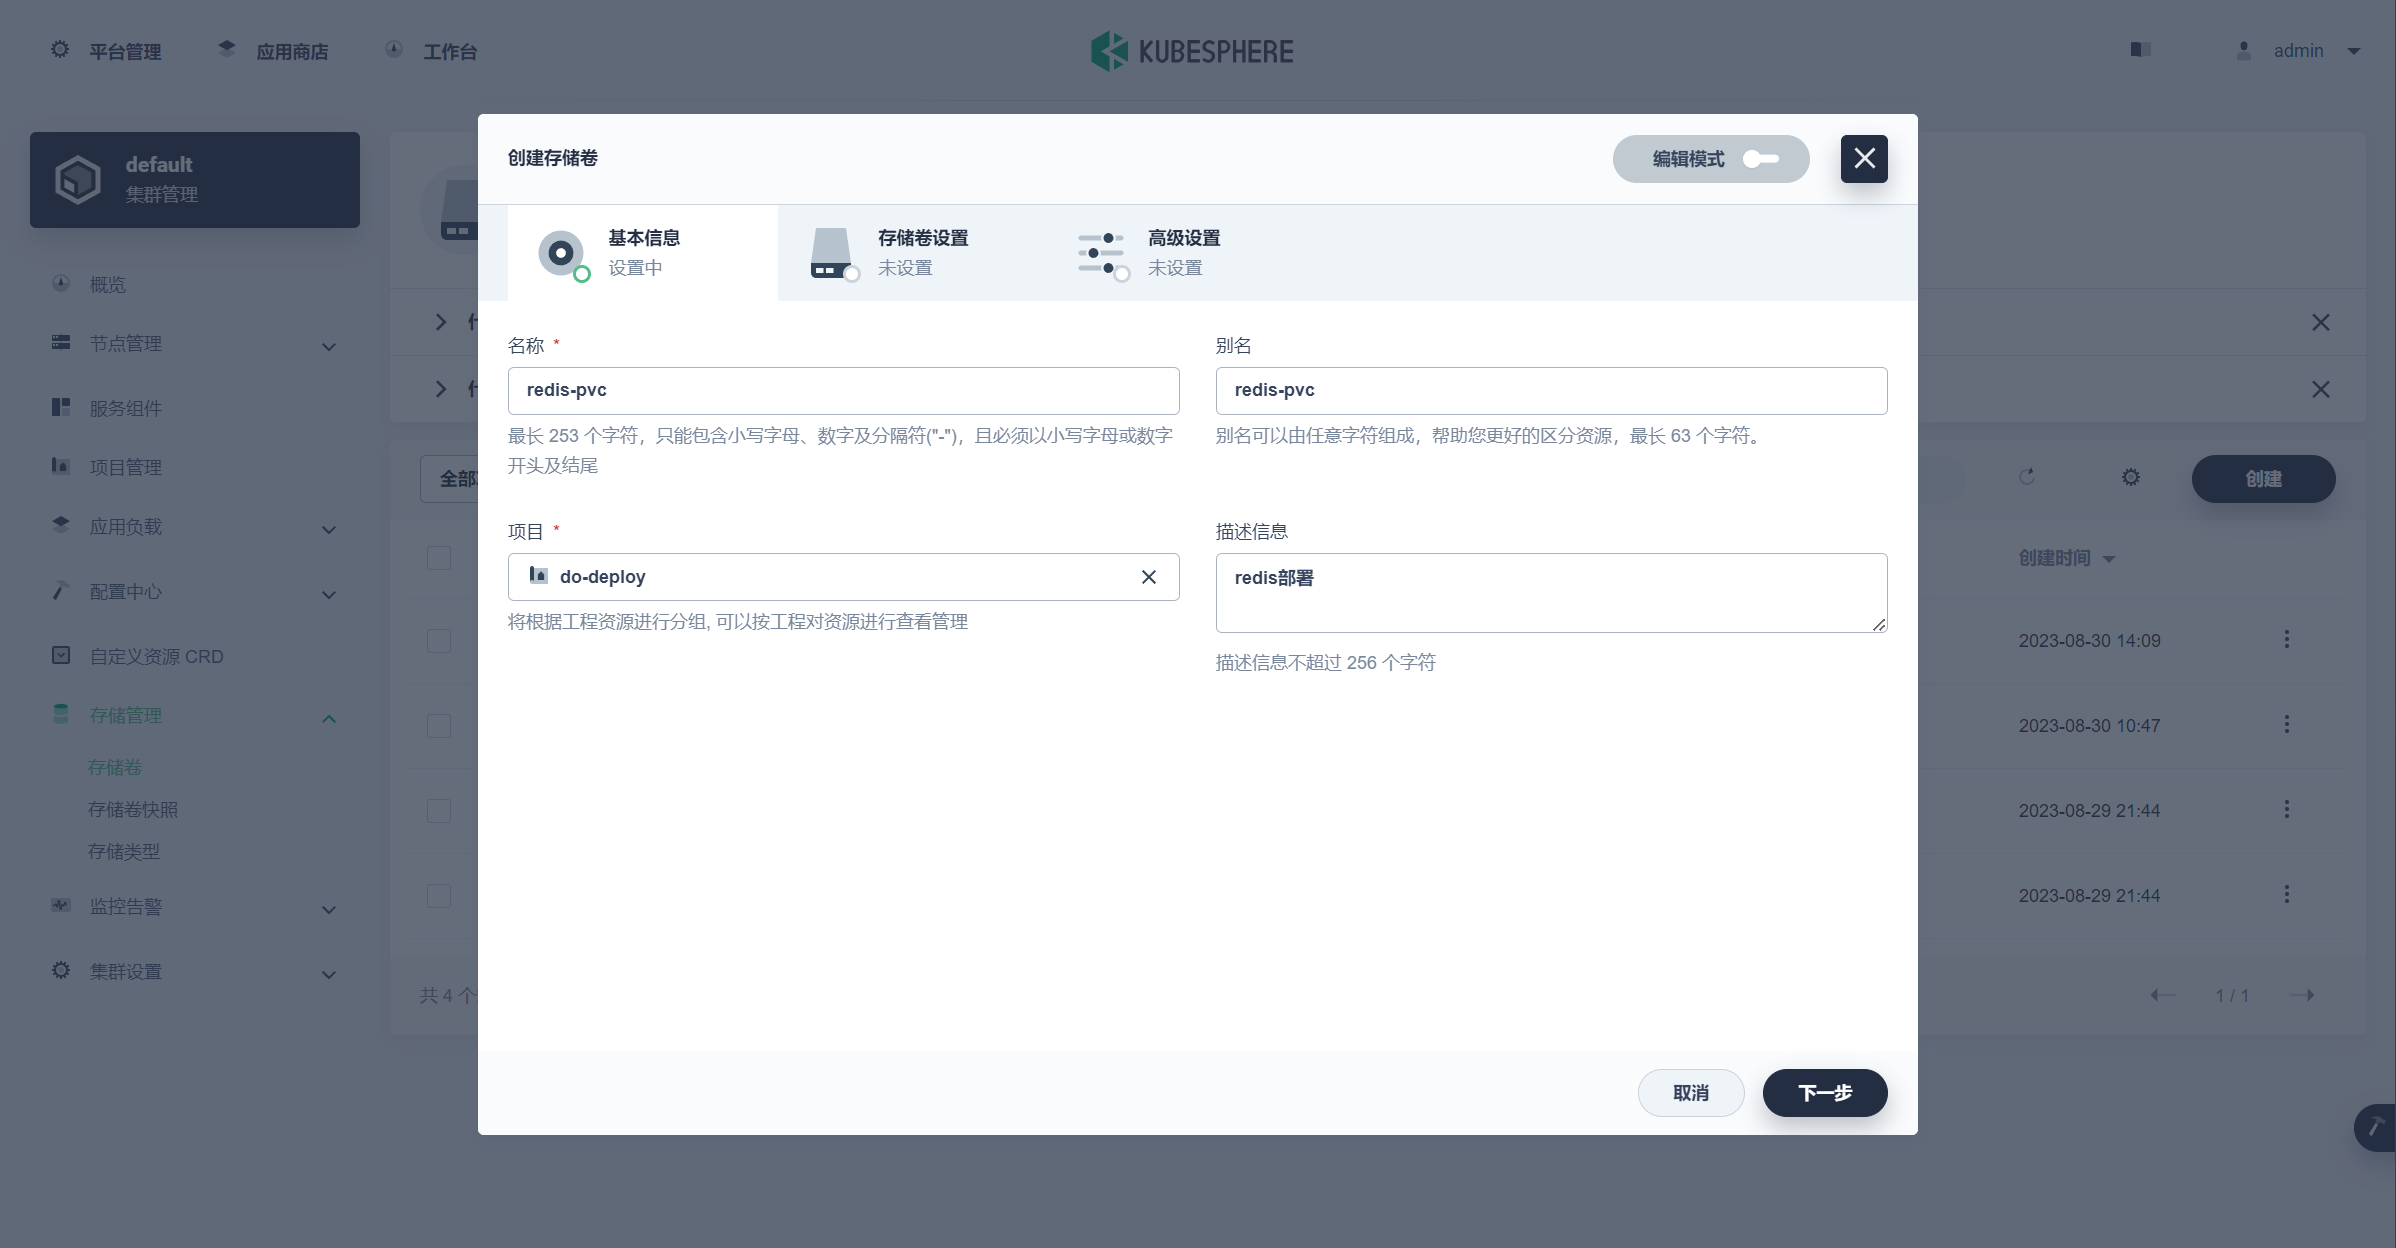 平台管理
应用商店
工作台
KUBESPHERE
admin
default
集群管理
概览
节点管理
服务组件
项目管理
应用负载
配置中心
自定义资源 CRD
存储管理
存储卷
存储卷快照
存储类型
监控告警
集群设置
创建存储卷
编辑模式
基本信息
设置中
存储卷设置
未设置
高级设置
未设置
名称 *
redis-pvc
最长 253 个字符，只能包含小写字母、数字及分隔符("-")，且必须以小写字母或数字
开头及结尾
别名
redis-pvc
别名可以由任意字符组成，帮助您更好的区分资源，最长 63 个字符。
项目 *
do-deploy
将根据工程资源进行分组, 可以按工程对资源进行查看管理
描述信息
redis部署
描述信息不超过 256 个字符
取消
下一步
全部
创建
创建时间
2023-08-30 14:09
2023-08-30 10:47
2023-08-29 21:44
2023-08-29 21:44
共 4 个
1 / 1